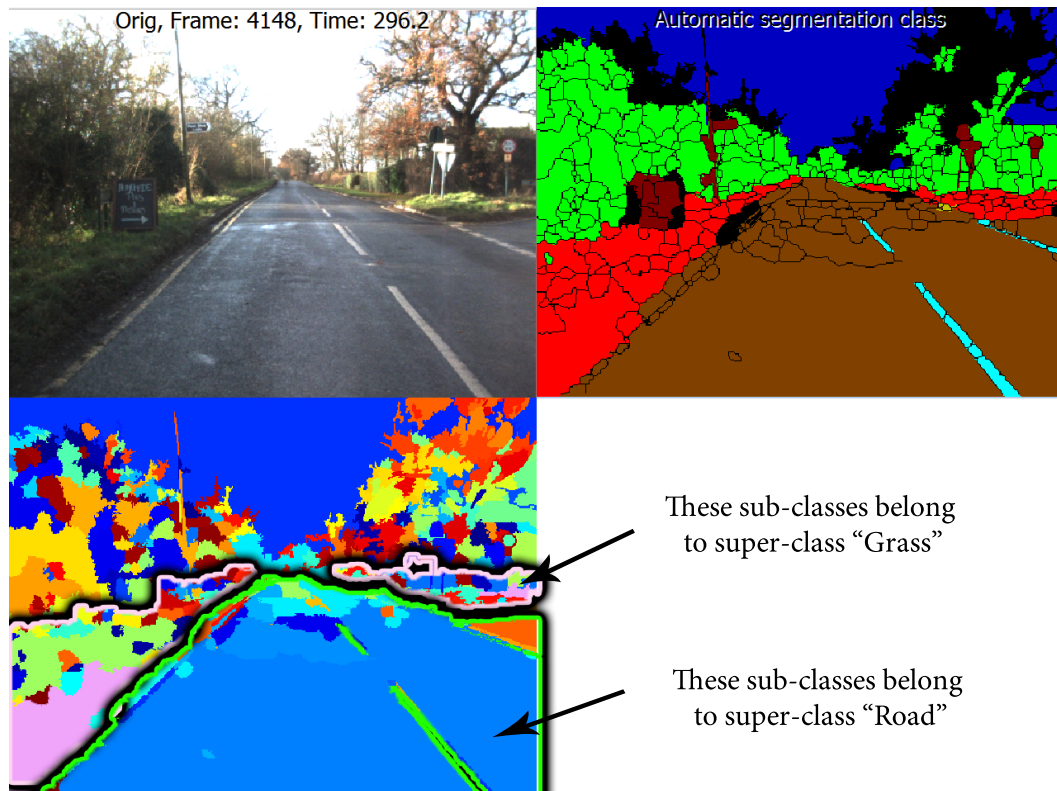 Orig, Frame: 4148, Time: 296.2
Automatic segmentation class
These sub-classes belong
to super-class “Grass”
These sub-classes belong
to super-class “Road”